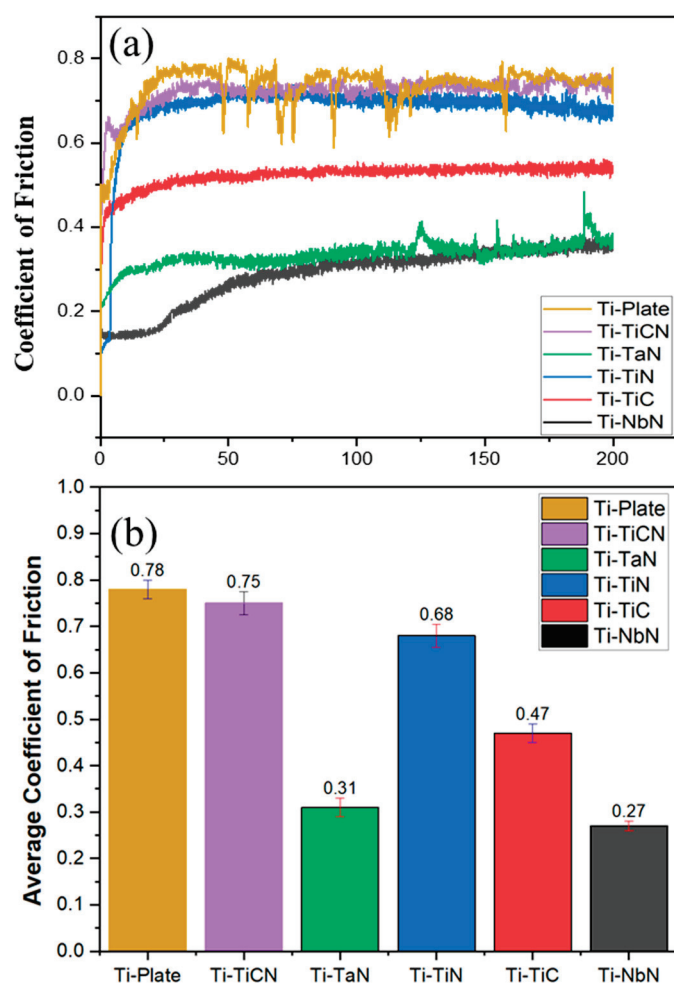 (a)
Coefficient of Friction
0.8
0.6
0.4
0.2
0.0
Ti-Plate
Ti-TiCN
Ti-TaN
Ti-TiN
Ti-TiC
Ti-NbN
0 50 100 150 200
(b)
Average Coefficient of Friction
1.0
0.9
0.8
0.7
0.6
0.5
0.4
0.3
0.2
0.1
0.0
Ti-Plate
Ti-TiCN
Ti-TaN
Ti-TiN
Ti-TiC
Ti-NbN
0.78 0.75 0.31 0.68 0.47 0.27
Ti-Plate Ti-TiCN Ti-TaN Ti-TiN Ti-TiC Ti-NbN